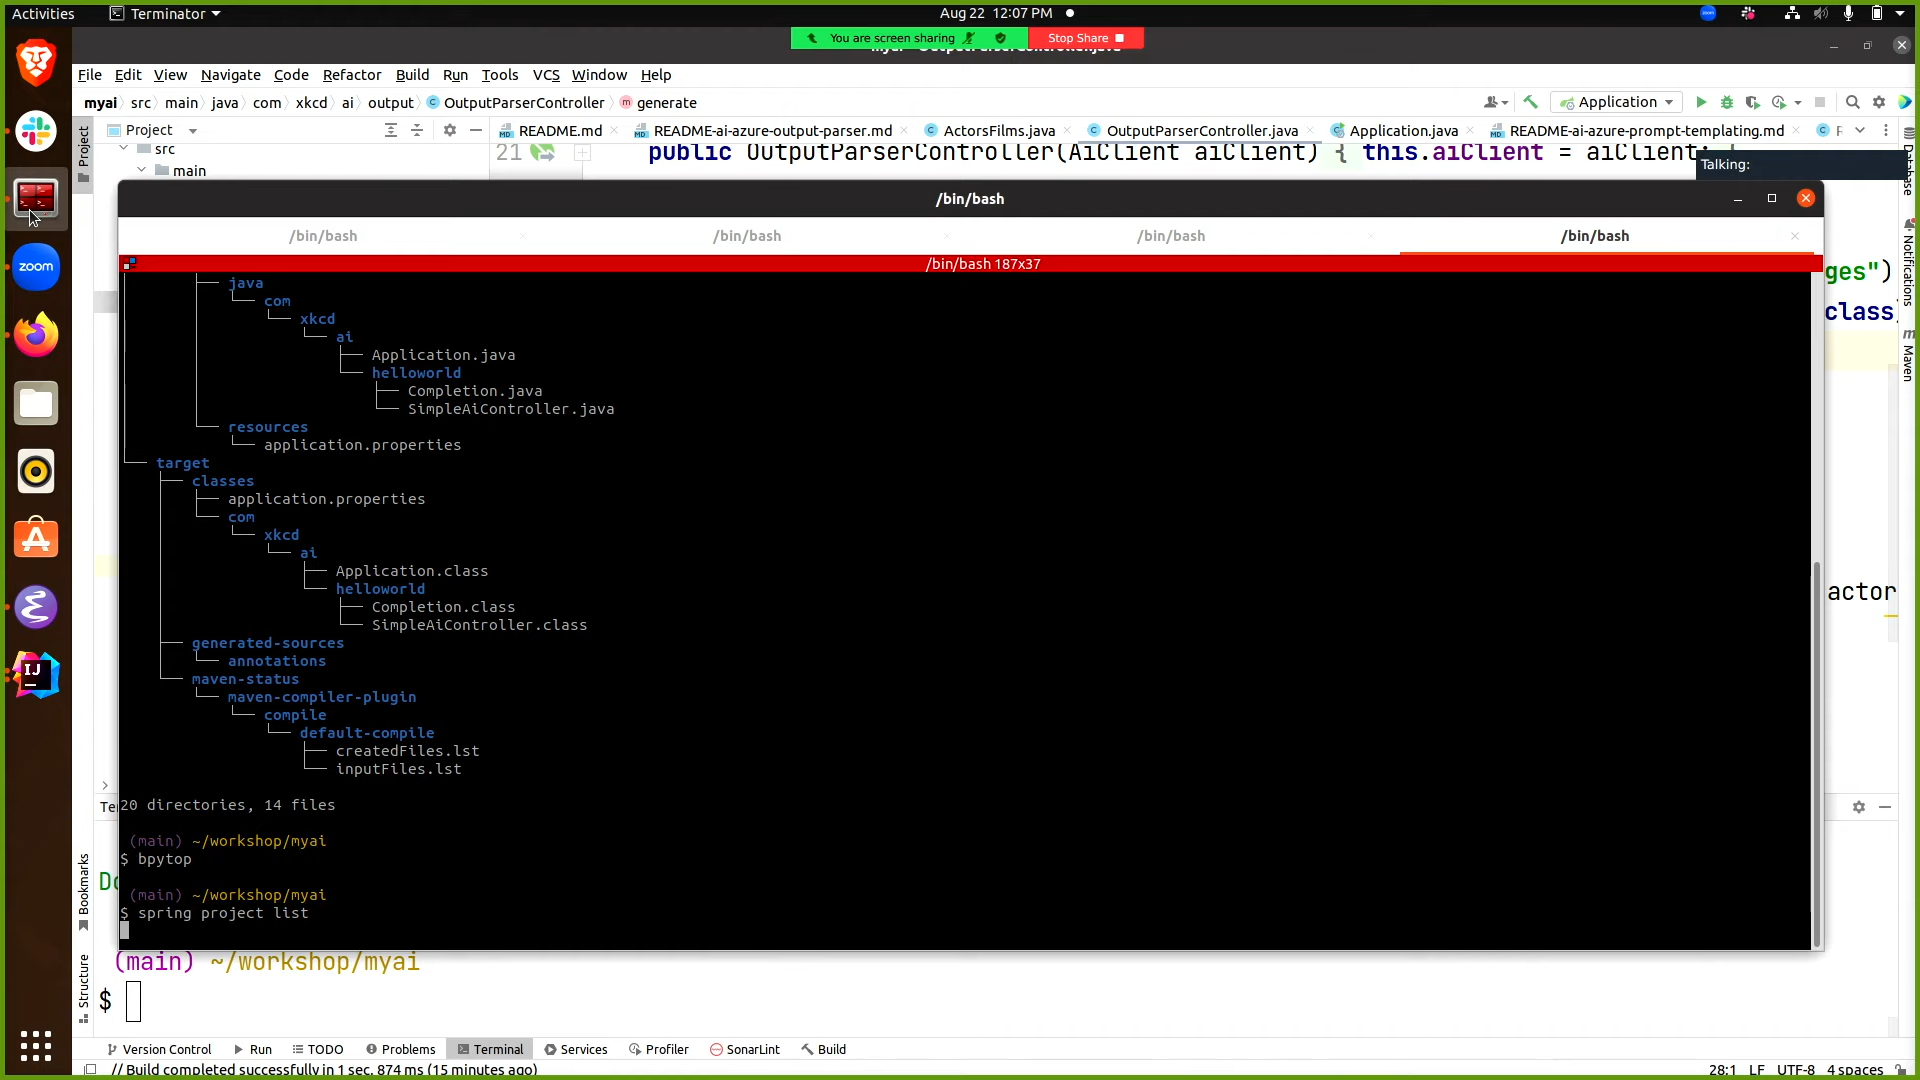 Activities Terminator Aug 22 12:07 PM
zoom
You are screen sharing Stop Share
File Edit View Navigate Code Refactor Build Run Tools VCS Window Help
myai src main java com xkcd ai output OutputParserController generate Application
Project README.md README-ai-azure-output-parser.md ActorsFilms.java OutputParserController.java Application.java README-ai-azure-prompt-templating.md
src
main
21 public OutputParserController(AiClient aiClient) { this.aiClient = aiClient;
Talking:
/bin/bash
/bin/bash /bin/bash /bin/bash /bin/bash
/bin/bash 187x37
java
com
xkcd
ai
Application.java
helloworld
Completion.java
SimpleAiController.java
resources
application.properties
target
classes
application.properties
com
xkcd
ai
Application.class
helloworld
Completion.class
SimpleAiController.class
generated-sources
annotations
maven-status
maven-compiler-plugin
compile
default-compile
createdFiles.lst
inputFiles.lst
20 directories, 14 files
(main) ~/workshop/myai
$ bpytop
(main) ~/workshop/myai
$ spring project list
(main) ~/workshop/myai
$
ges")
class
actor
Project
Bookmarks
Structure
Database
Notifications
Maven
zoom
IJ
Version Control Run TODO Problems Terminal Services Profiler SonarLint Build
// Build completed successfully in 1 sec, 874 ms (15 minutes ago) 28:1 LF UTF-8 4 spaces